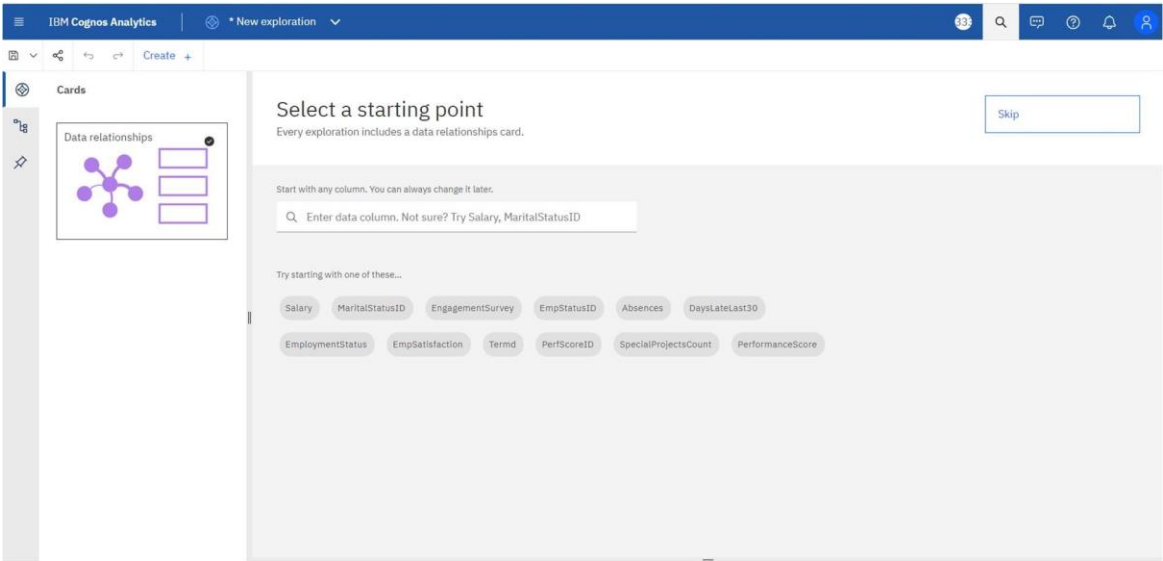 IBM Cognos Analytics
* New exploration
Create +
Cards
Data relationships
Select a starting point
Every exploration includes a data relationships card.
Skip
Start with any column. You can always change it later.
Enter data column. Not sure? Try Salary, MaritalStatusID
Try starting with one of these...
Salary MaritalStatusID EngagementSurvey EmpStatusID Absences DaysLateLast30
EmploymentStatus EmpSatisfaction Termd PerfScoreID SpecialProjectsCount PerformanceScore